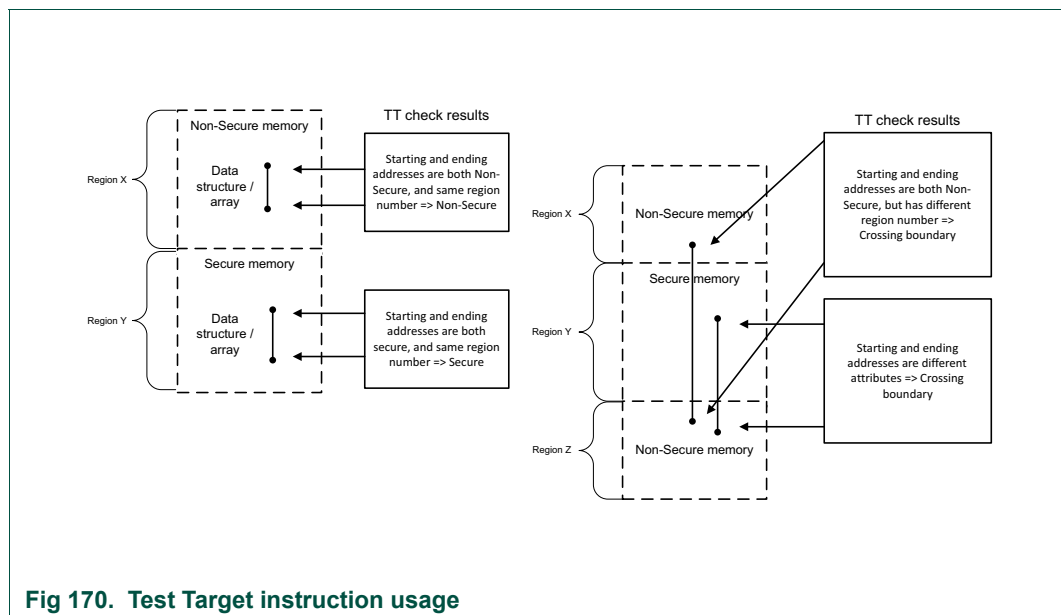 TT check results
Non-Secure memory
Region X
Data
structure /
array
Starting and ending
addresses are both Non-
Secure, and same region
number => Non-Secure
Secure memory
Region Y
Data
structure /
array
Starting and ending
addresses are both
secure, and same region
number => Secure
TT check results
Region X
Non-Secure memory
Starting and ending
addresses are both Non-
Secure, but has different
region number =>
Crossing boundary
Secure memory
Region Y
Starting and ending
addresses are different
attributes => Crossing
boundary
Region Z
Non-Secure memory
Fig 170. Test Target instruction usage